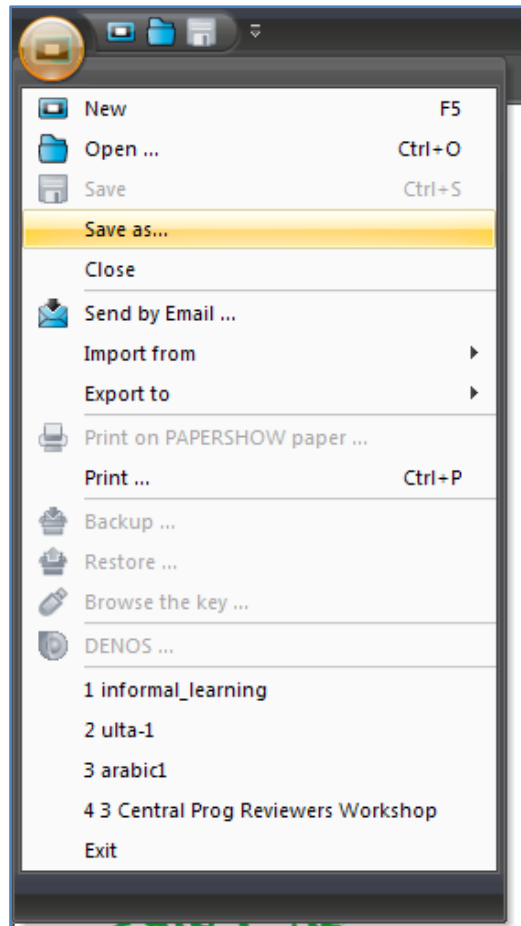 New F5
Open ... Ctrl+O
Save Ctrl+S
Save as...
Close
Send by Email ...
Import from
Export to
Print on PAPERSHOW paper ...
Print ... Ctrl+P
Backup ...
Restore ...
Browse the key ...
DENOS ...
1 informal_learning
2 ulta-1
3 arabic1
4 3 Central Prog Reviewers Workshop
Exit